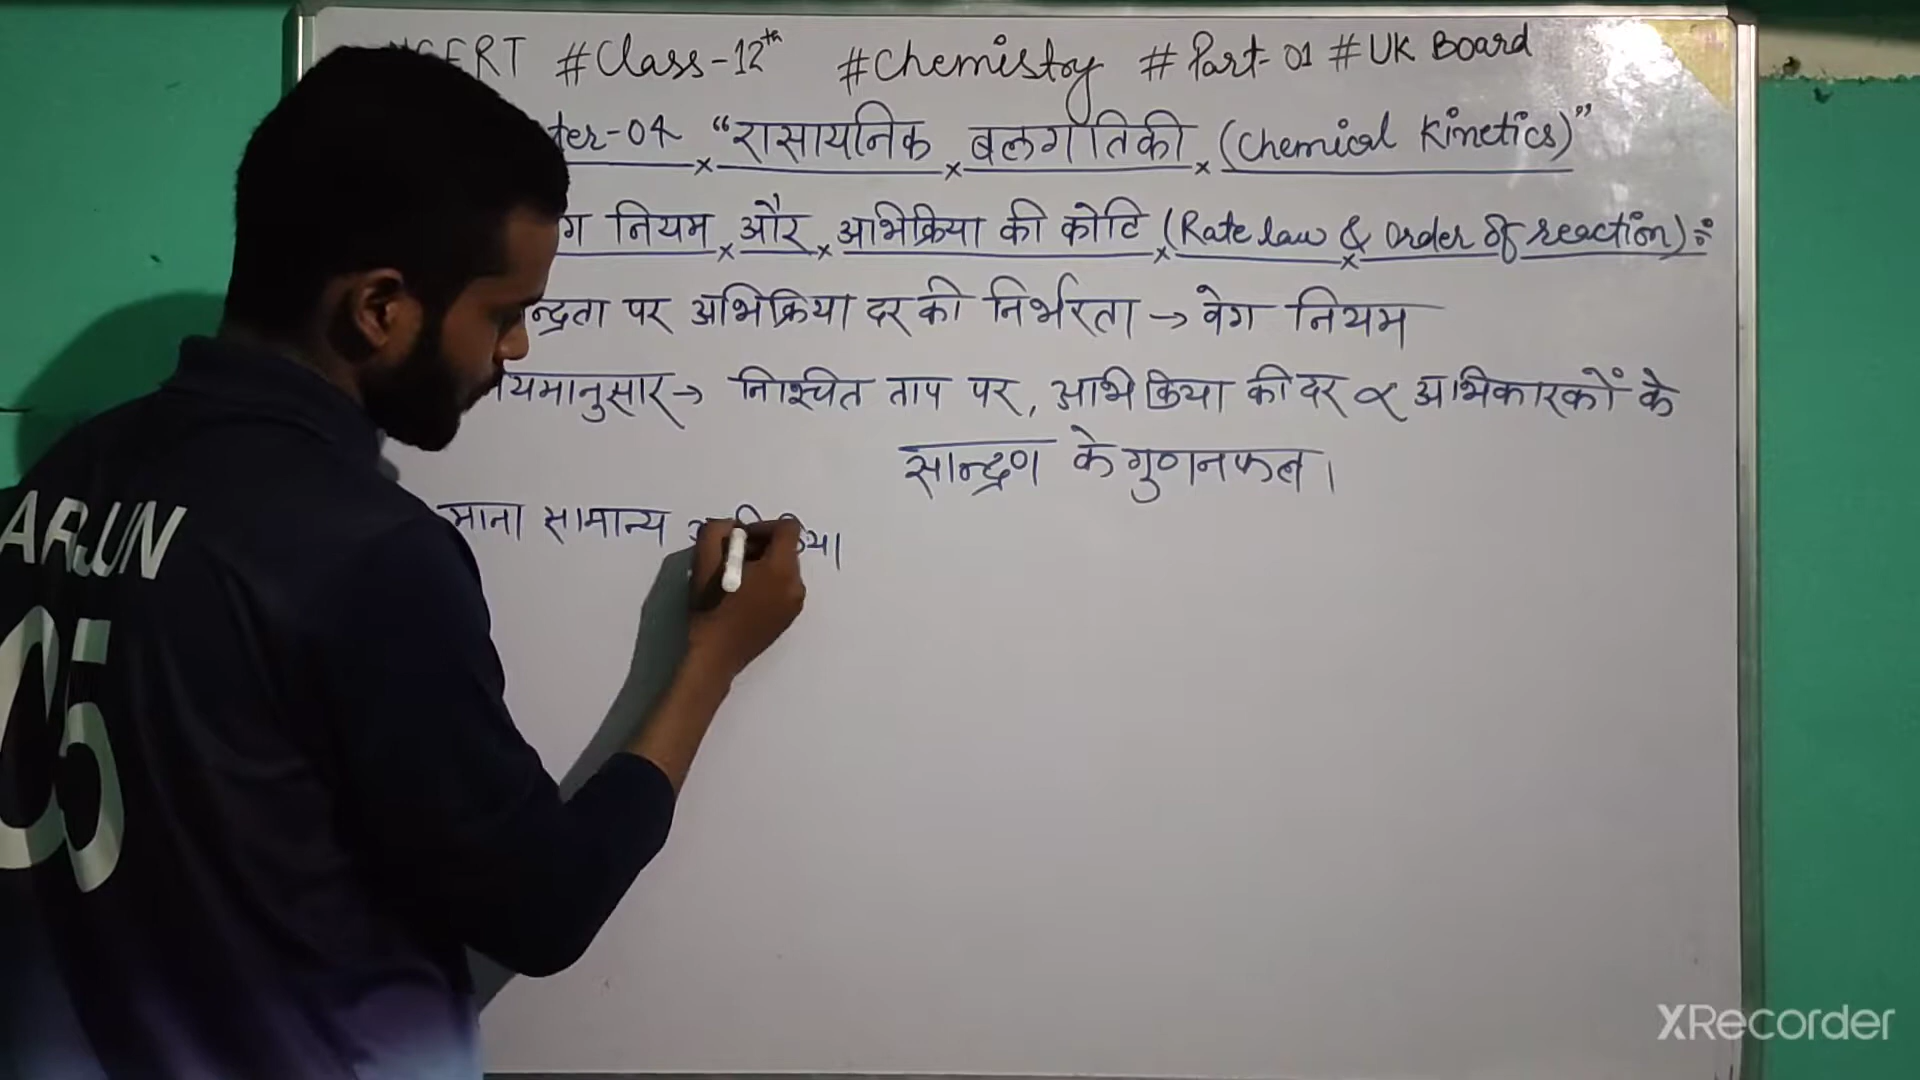 #Class-12th #Chemistry #Part-01 #UK Board
-04 “रासायनिक बलगतिकी (Chemical Kinetics)”
नियम और अभिक्रिया की कोटि (Rate law & Order of reaction):
पर अभिक्रिया दर की निर्भरता → वेग नियम
निश्चित ताप पर, अभिक्रिया की दर ∝ अभिकारकों के
सान्द्रण के गुणनफल।
माना सामान्य
ARJUN
05
XRecorder